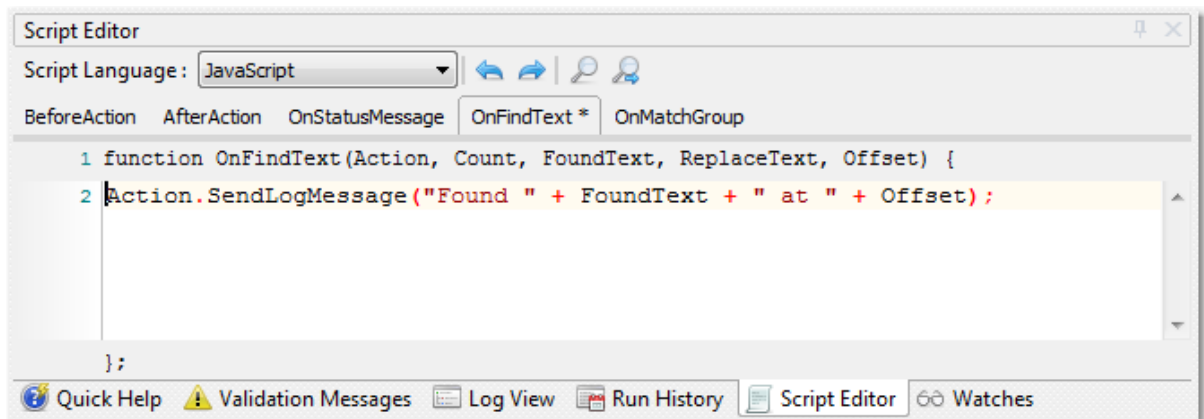 Script Editor
Script Language: JavaScript
BeforeAction AfterAction OnStatusMessage OnFindText * OnMatchGroup
1 function OnFindText(Action, Count, FoundText, ReplaceText, Offset) {
2 Action.SendLogMessage("Found " + FoundText + " at " + Offset);
};
Quick Help Validation Messages Log View Run History Script Editor Watches